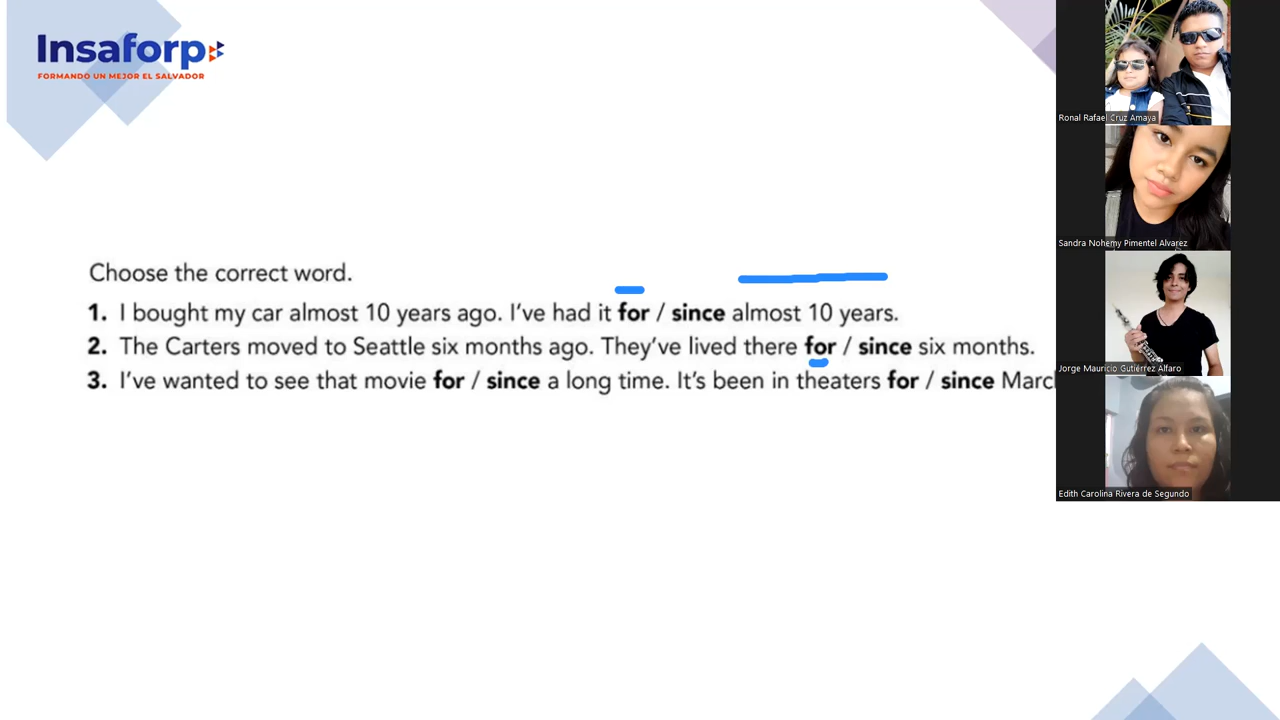 Insaforp
FORMANDO UN MEJOR EL SALVADOR
Choose the correct word.
1. I bought my car almost 10 years ago. I've had it for / since almost 10 years.
2. The Carters moved to Seattle six months ago. They've lived there for / since six months.
3. I've wanted to see that movie for / since a long time. It's been in theaters for / since Marc
Ronal Rafael Cruz Amaya
Sandra Nohemy Pimentel Alvarez
Jorge Mauricio Gutiérrez Alfaro
Edith Carolina Rivera de Segundo